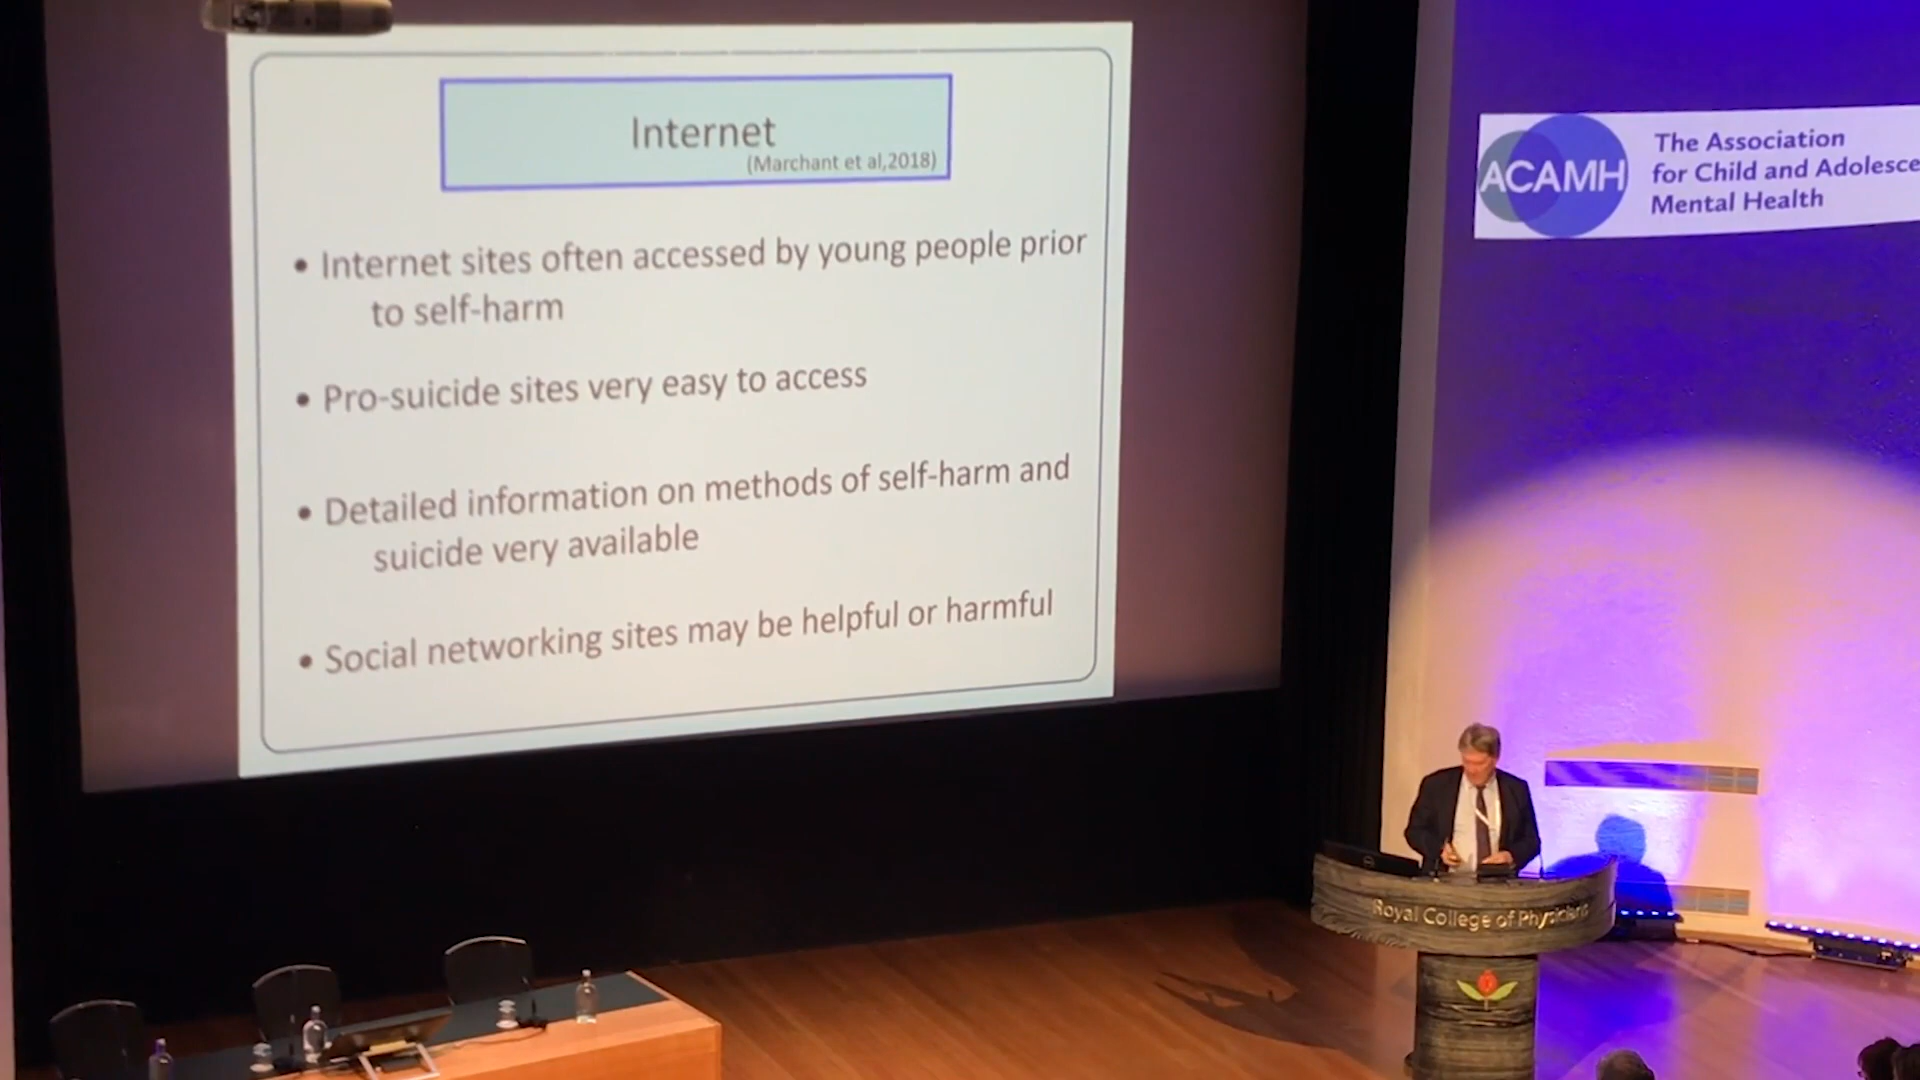 Internet
(Marchant et al,2018)
• Internet sites often accessed by young people prior
to self-harm
• Pro-suicide sites very easy to access
• Detailed information on methods of self-harm and
suicide very available
• Social networking sites may be helpful or harmful
ACAMH
The Association
for Child and Adolesce
Mental Health
Royal College of Physicians